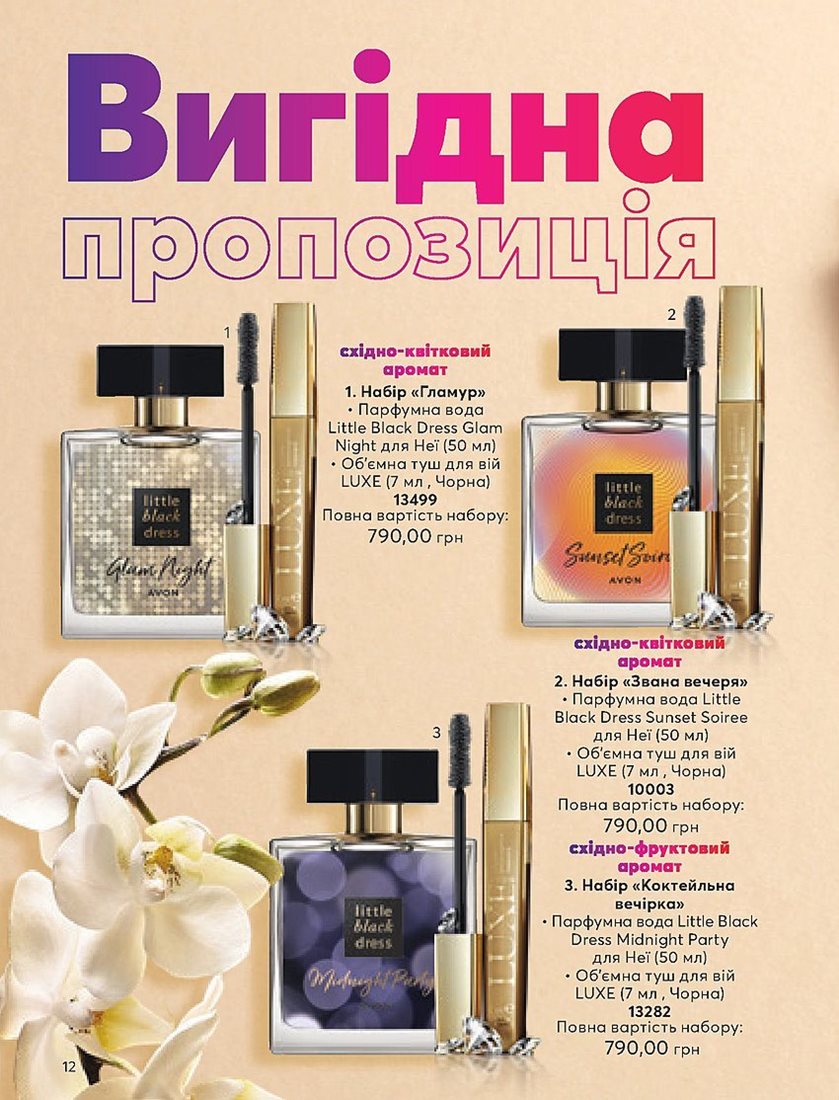 Вигідна
пропозиція
1
східно-квітковий
аромат
1. Набір «Гламур»
• Парфумна вода
Little Black Dress Glam
Night для Неї (50 мл)
• Об'ємна туш для вій
LUXE (7 мл , Чорна)
13499
Повна вартість набору:
790,00 грн
little
black
dress
Glam Night
AVON
LUXE
2
little
black
dress
Sunset Soire
AVON
LUXE
східно-квітковий
аромат
2. Набір «Звана вечеря»
• Парфумна вода Little
Black Dress Sunset Soiree
для Неї (50 мл)
• Об'ємна туш для вій
LUXE (7 мл , Чорна)
10003
Повна вартість набору:
790,00 грн
3
little
black
dress
Midnight Party
AVON
LUXE
східно-фруктовий
аромат
3. Набір «Коктейльна
вечірка»
• Парфумна вода Little Black
Dress Midnight Party
для Неї (50 мл)
• Об'ємна туш для вій
LUXE (7 мл , Чорна)
13282
Повна вартість набору:
790,00 грн
12